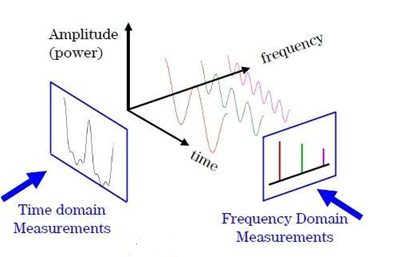 Amplitude
(power)
frequency
time
Time domain
Measurements
Frequency Domain
Measurements